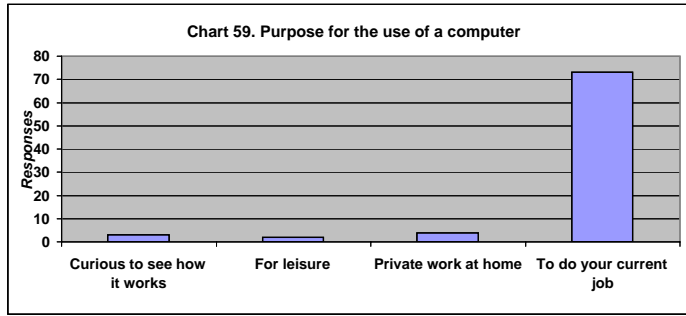 Chart 59. Purpose for the use of a computer
80
70
60
50
40
30
20
10
0
Responses
Curious to see how
it works
For leisure
Private work at home
To do your current
job